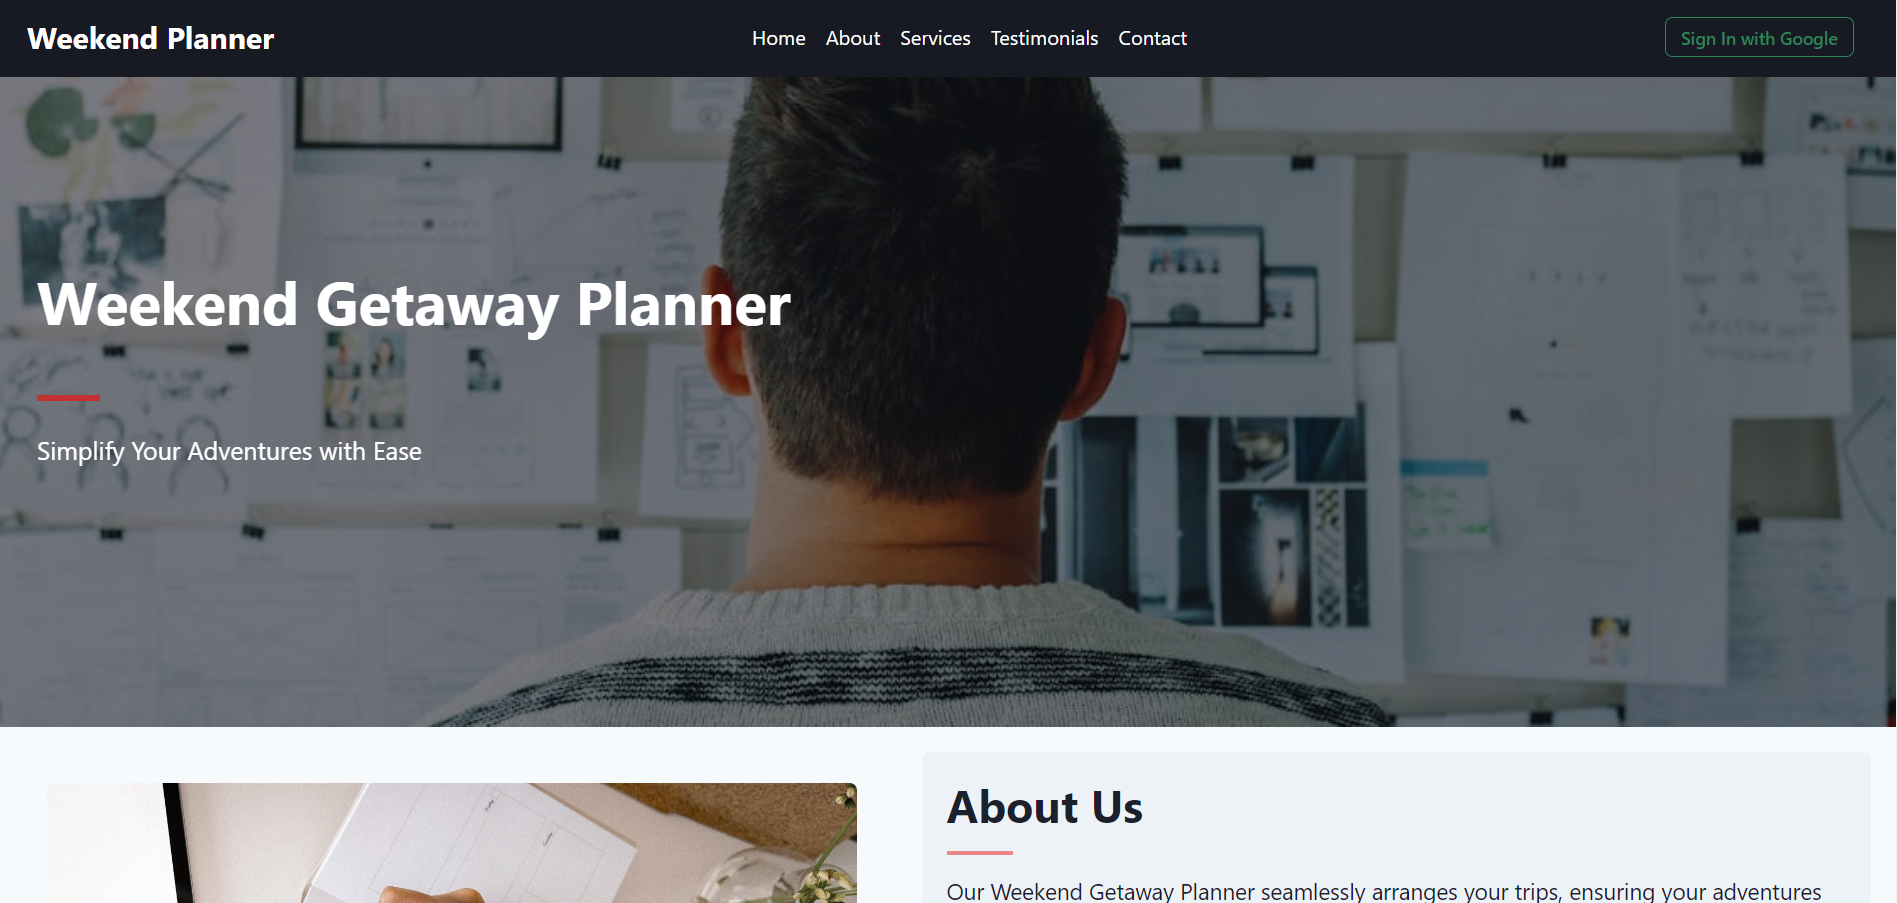 Weekend Planner
Home About Services Testimonials Contact
Sign In with Google
Weekend Getaway Planner
Simplify Your Adventures with Ease
About Us
Our Weekend Getaway Planner seamlessly arranges your trips, ensuring your adventures